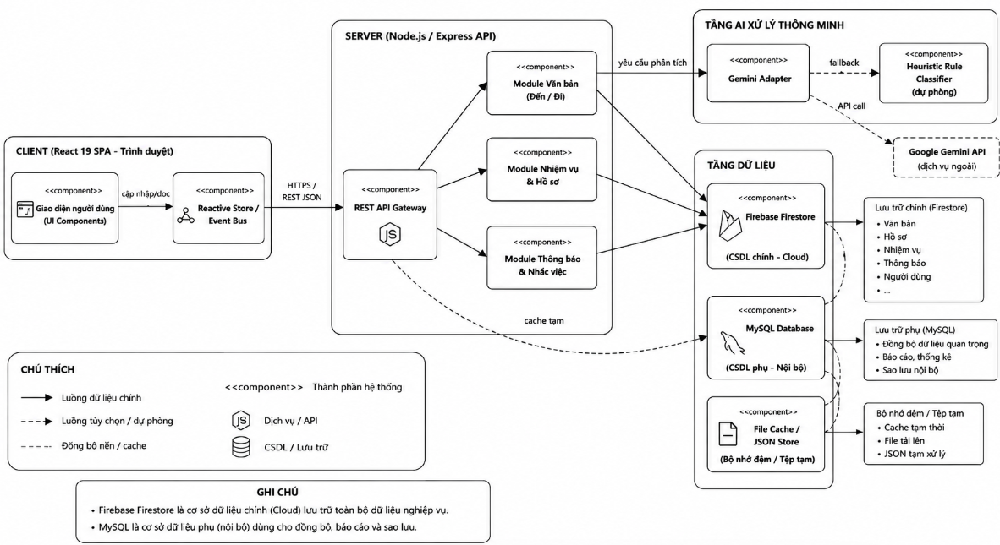 SERVER (Node.js / Express API)
<<component>>
Module Văn bản
(Đến / Đi)
<<component>>
Module Nhiệm vụ
& Hồ sơ
<<component>>
Module Thông báo
& Nhắc việc
<<component>>
REST API Gateway
JS
cache tạm
yêu cầu phân tích
TẦNG AI XỬ LÝ THÔNG MINH
<<component>>
Gemini Adapter
fallback
<<component>>
Heuristic Rule
Classifier
(dự phòng)
API call
Google Gemini API
(dịch vụ ngoài)
CLIENT (React 19 SPA - Trình duyệt)
<<component>>
Giao diện người dùng
(UI Components)
cập nhập/doc
<<component>>
Reactive Store /
Event Bus
HTTPS /
REST JSON
TẦNG DỮ LIỆU
<<component>>
Firebase Firestore
(CSDL chính – Cloud)
<<component>>
MySQL Database
(CSDL phụ – Nội bộ)
<<component>>
File Cache /
JSON Store
(Bộ nhớ đệm / Tệp tạm)
Lưu trữ chính (Firestore)
• Văn bản
• Hồ sơ
• Nhiệm vụ
• Thông báo
• Người dùng
• ...
Lưu trữ phụ (MySQL)
• Đồng bộ dữ liệu quan trọng
• Báo cáo, thống kê
• Sao lưu nội bộ
Bộ nhớ đệm / Tệp tạm
• Cache tạm thời
• File tải lên
• JSON tạm xử lý
CHÚ THÍCH
Luồng dữ liệu chính
Luồng tùy chọn / dự phòng
Đồng bộ nền / cache
<<component>> Thành phần hệ thống
JS Dịch vụ / API
CSDL / Lưu trữ
GHI CHÚ
• Firebase Firestore là cơ sở dữ liệu chính (Cloud) lưu trữ toàn bộ dữ liệu nghiệp vụ.
• MySQL là cơ sở dữ liệu phụ (nội bộ) dùng cho đồng bộ, báo cáo và sao lưu.